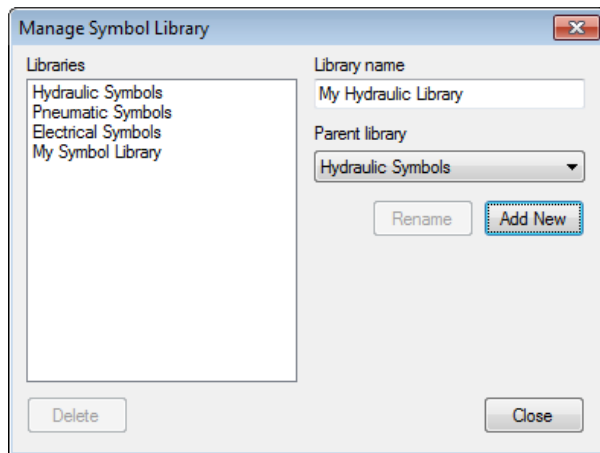 Manage Symbol Library
Libraries
Hydraulic Symbols
Pneumatic Symbols
Electrical Symbols
My Symbol Library
Library name
My Hydraulic Library
Parent library
Hydraulic Symbols
Rename
Add New
Delete
Close